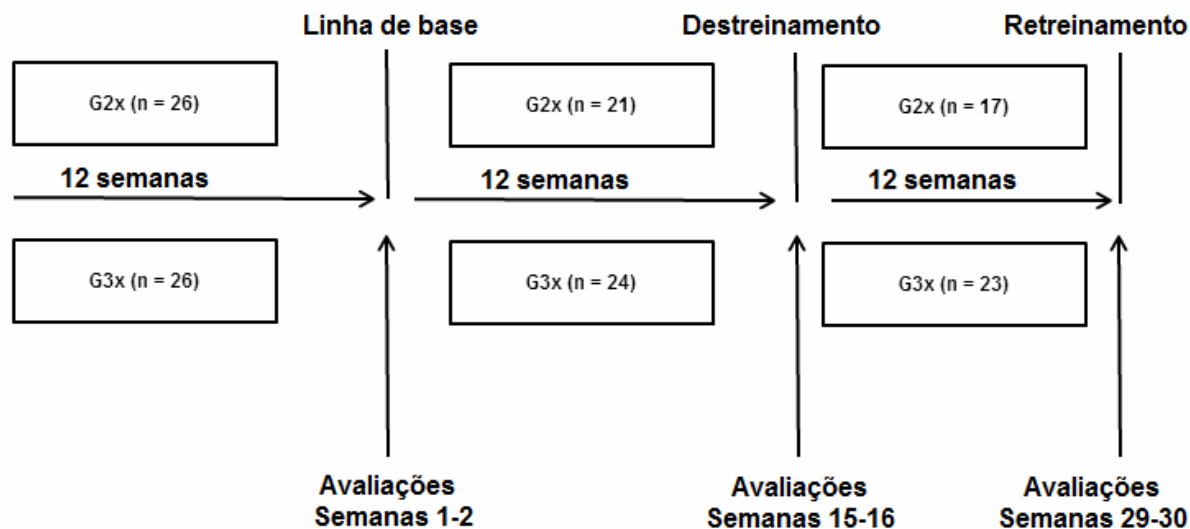 Linha de base
Destreinamento
Retreinamento
G2x (n = 26)
G2x (n = 21)
G2x (n = 17)
12 semanas
12 semanas
12 semanas
G3x (n = 26)
G3x (n = 24)
G3x (n = 23)
Avaliações
Semanas 1-2
Avaliações
Semanas 15-16
Avaliações
Semanas 29-30